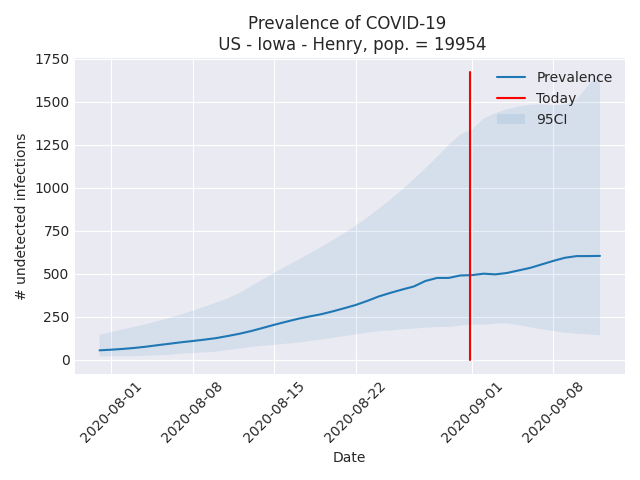 Prevalence of COVID-19
US - Iowa - Henry, pop. = 19954
1750
1500
1250
1000
750
500
250
0
# undetected infections
Prevalence
Today
95CI
2020-08-01
2020-08-08
2020-08-15
2020-08-22
2020-09-01
2020-09-08
Date